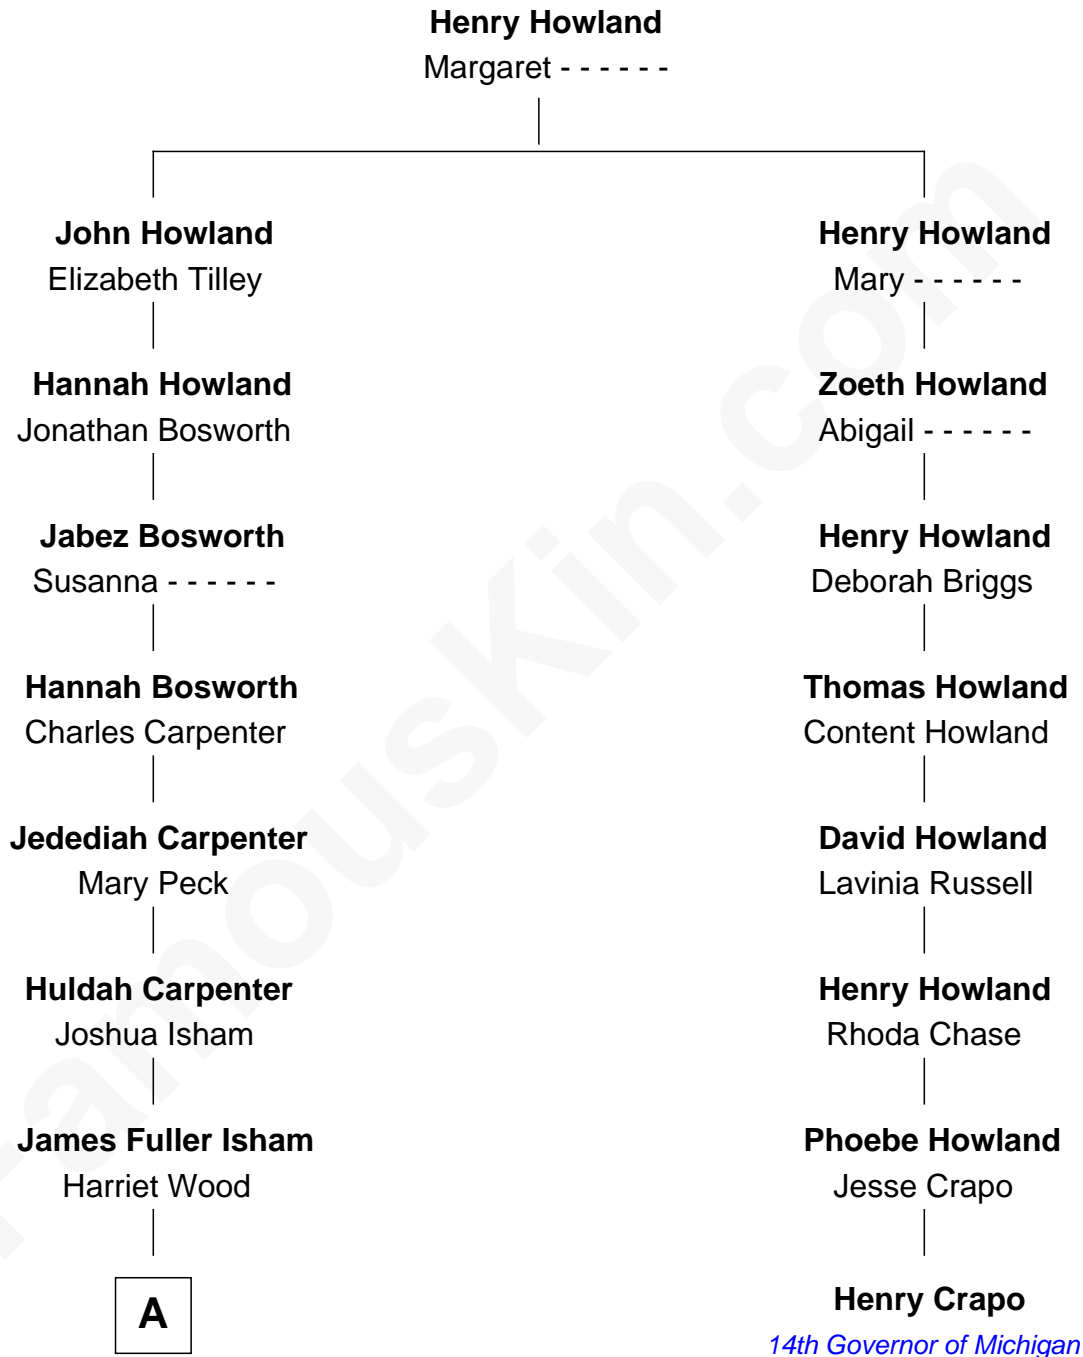 Henry Howland
Margaret - - - - - -
John Howland
Elizabeth Tilley
Henry Howland
Mary - - - - - -
Hannah Howland
Jonathan Bosworth
Zoeth Howland
Abigail - - - - - -
Jabez Bosworth
Susanna - - - - - -
Henry Howland
Deborah Briggs
Hannah Bosworth
Charles Carpenter
Thomas Howland
Content Howland
Jedediah Carpenter
Mary Peck
David Howland
Lavinia Russell
Huldah Carpenter
Joshua Isham
Henry Howland
Rhoda Chase
James Fuller Isham
Harriet Wood
Phoebe Howland
Jesse Crapo
A
Henry Crapo
14th Governor of Michigan
FamousKin.com